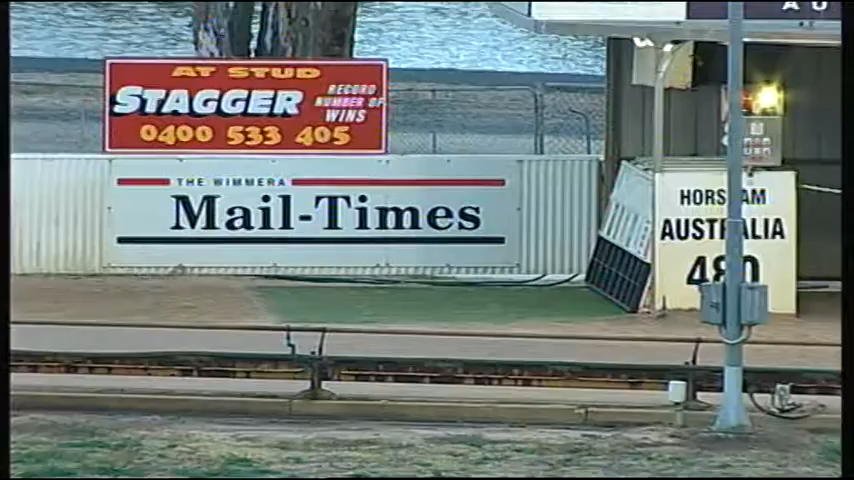 AT STUD
STAGGER
RECORD
NUMBER OF
WINS
0400 533 405
THE WIMMERA
Mail-Times
HORSHAM
AUSTRALIA
480